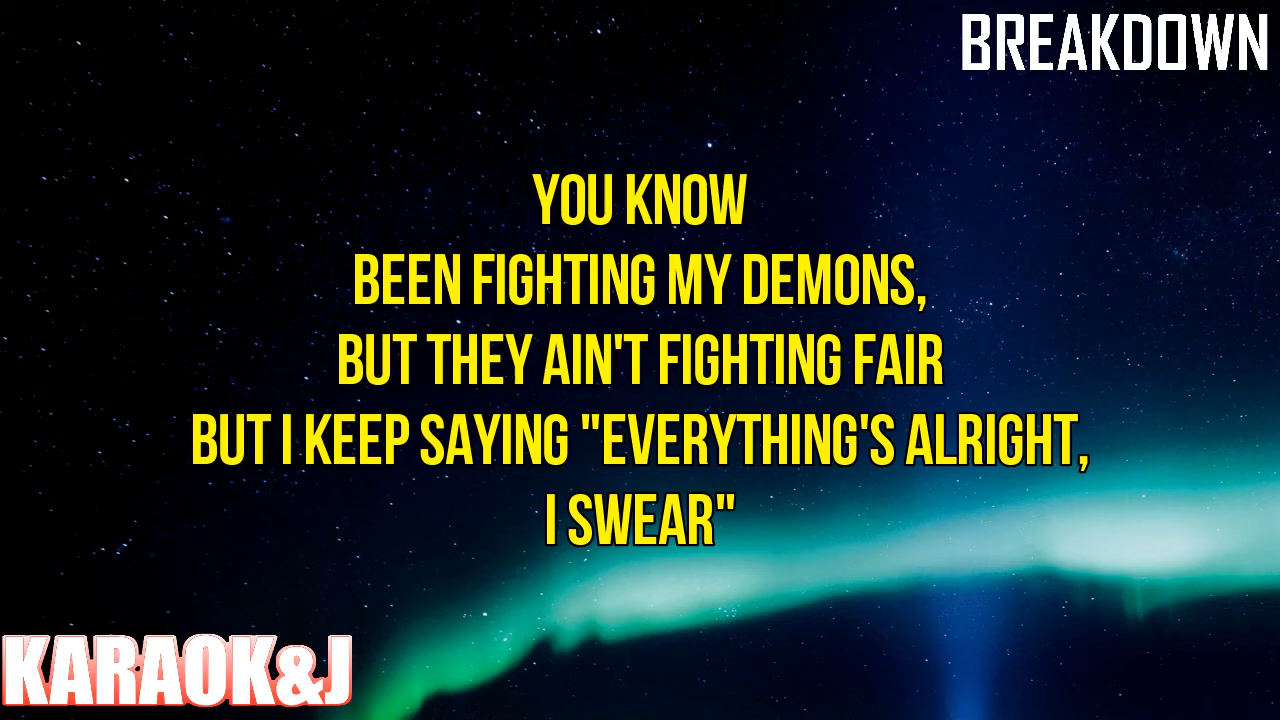 BREAKDOWN
YOU KNOW
BEEN FIGHTING MY DEMONS,
BUT THEY AIN'T FIGHTING FAIR
BUT I KEEP SAYING "EVERYTHING'S ALRIGHT,
I SWEAR"
KARAOK&J